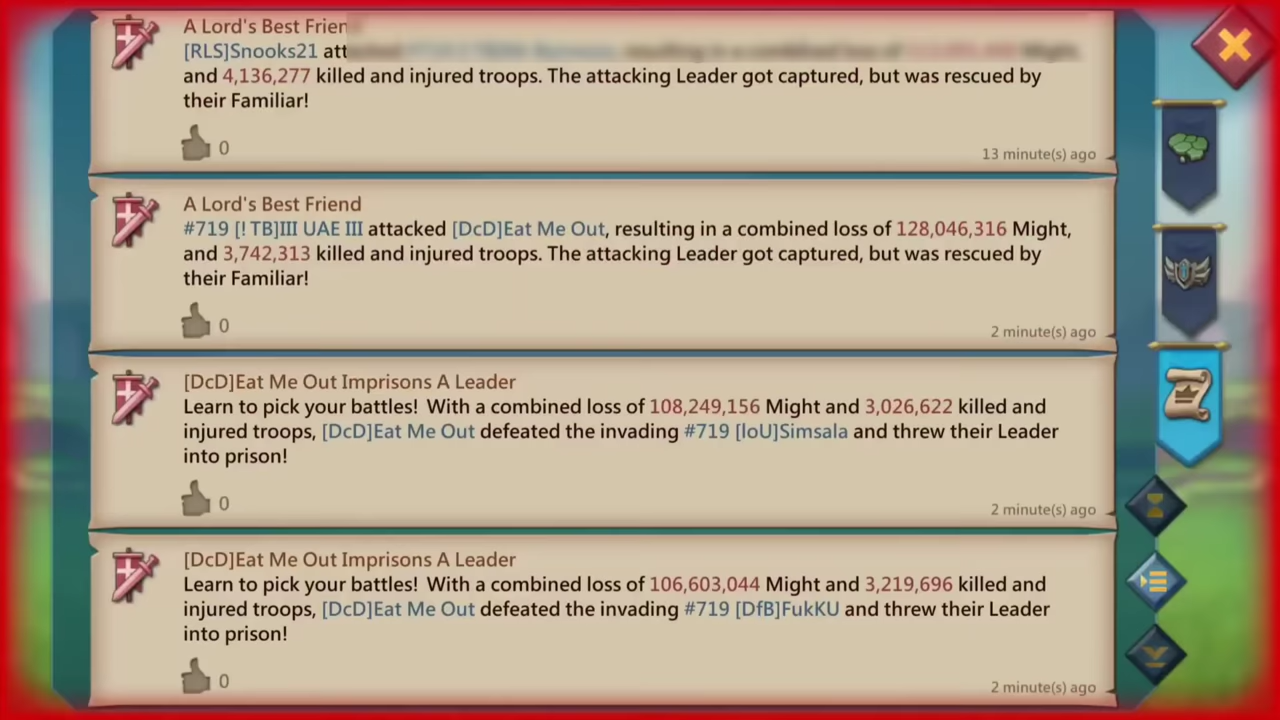 A Lord's Best Frien
[RLS]Snooks21
and 4,136,277 killed and injured troops. The attacking Leader got captured, but was rescued by
their Familiar!
0
13 minute(s) ago
A Lord's Best Friend
#719 [! TB]III UAE III attacked [DcD]Eat Me Out, resulting in a combined loss of 128,046,316 Might,
and 3,742,313 killed and injured troops. The attacking Leader got captured, but was rescued by
their Familiar!
0
2 minute(s) ago
[DcD]Eat Me Out Imprisons A Leader
Learn to pick your battles! With a combined loss of 108,249,156 Might and 3,026,622 killed and
injured troops, [DcD]Eat Me Out defeated the invading #719 [loU]Simsala and threw their Leader
into prison!
0
2 minute(s) ago
[DcD]Eat Me Out Imprisons A Leader
Learn to pick your battles! With a combined loss of 106,603,044 Might and 3,219,696 killed and
injured troops, [DcD]Eat Me Out defeated the invading #719 [DfB]FukKU and threw their Leader
into prison!
0
2 minute(s) ago